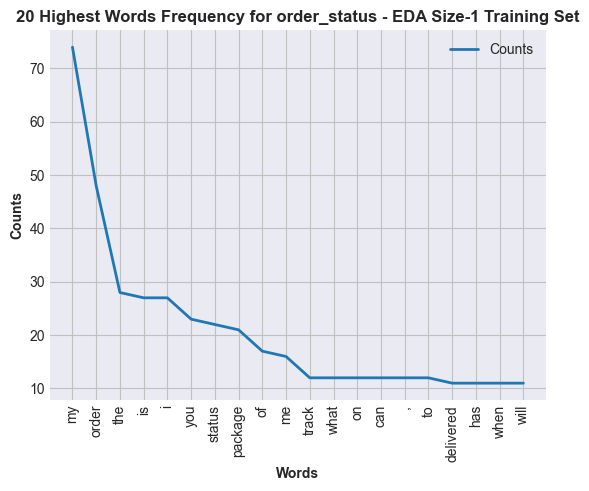 20 Highest Words Frequency for order_status - EDA Size-1 Training Set
Counts
70
60
50
40
30
20
10
Counts
my
order
the
is
i
you
status
package
of
me
track
what
on
can
,
to
delivered
has
when
will
Words